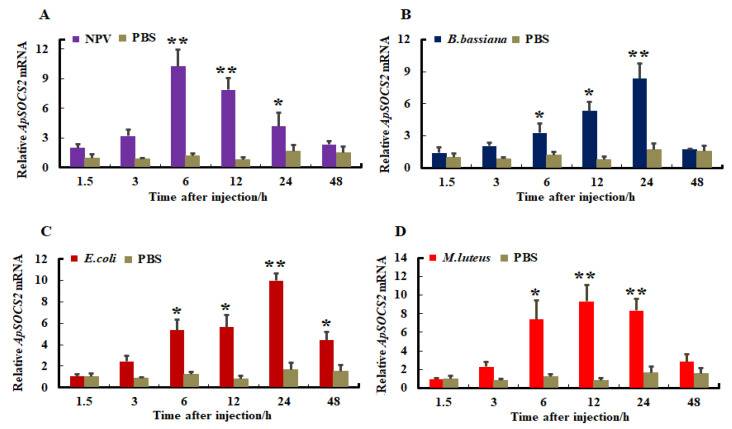 A
NPV PBS
Relative ApSOCS2 mRNA
12
9
6
3
0
**
**
*
1.5 3 6 12 24 48
Time after injection/h
B
B.bassiana PBS
Relative ApSOCS2 mRNA
12
9
6
3
0
*
*
**
1.5 3 6 12 24 48
Time after injection/h
C
E.coli PBS
Relative ApSOCS2 mRNA
12
10
8
6
4
2
0
*
*
**
*
1.5 3 6 12 24 48
Time after injection/h
D
M.luteus PBS
Relative ApSOCS2 mRNA
14
12
10
8
6
4
2
0
*
**
**
1.5 3 6 12 24 48
Time after injection/h